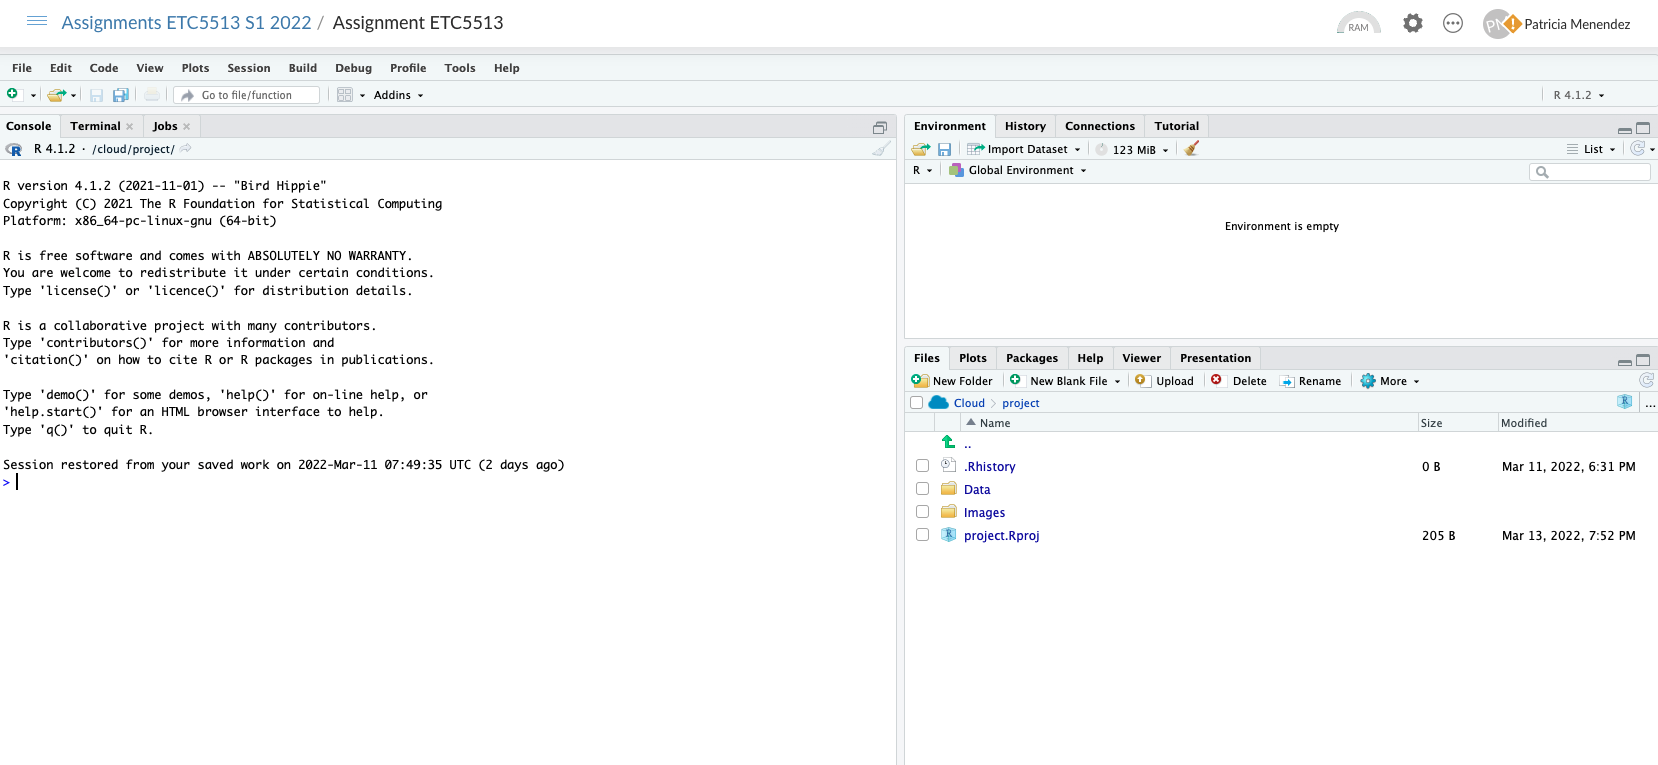 Assignments ETC5513 S1 2022 / Assignment ETC5513
RAM
Patricia Menendez
File Edit Code View Plots Session Build Debug Profile Tools Help
Go to file/function
Addins
R 4.1.2
Console Terminal Jobs
R 4.1.2 · /cloud/project/
R version 4.1.2 (2021-11-01) -- "Bird Hippie"
Copyright (C) 2021 The R Foundation for Statistical Computing
Platform: x86_64-pc-linux-gnu (64-bit)
R is free software and comes with ABSOLUTELY NO WARRANTY.
You are welcome to redistribute it under certain conditions.
Type 'license()' or 'licence()' for distribution details.
R is a collaborative project with many contributors.
Type 'contributors()' for more information and
'citation()' on how to cite R or R packages in publications.
Type 'demo()' for some demos, 'help()' for on-line help, or
'help.start()' for an HTML browser interface to help.
Type 'q()' to quit R.
Session restored from your saved work on 2022-Mar-11 07:49:35 UTC (2 days ago)
>
Environment History Connections Tutorial
Import Dataset 123 MiB List
R Global Environment
Environment is empty
Files Plots Packages Help Viewer Presentation
New Folder New Blank File Upload Delete Rename More
Cloud > project ...
Name Size Modified
..
.Rhistory 0 B Mar 11, 2022, 6:31 PM
Data
Images
project.Rproj 205 B Mar 13, 2022, 7:52 PM